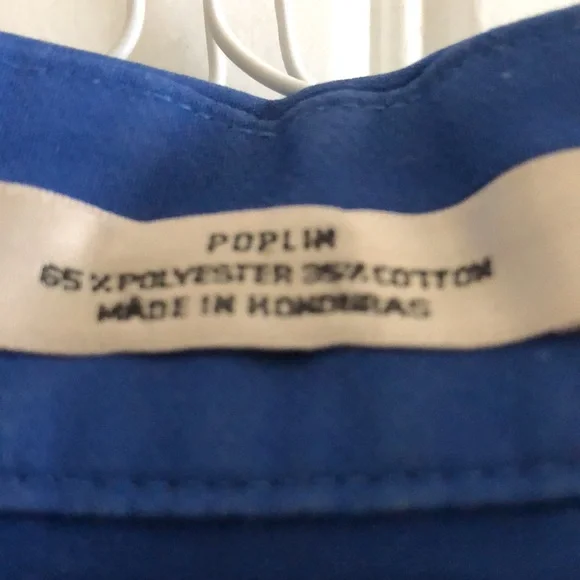 POPLIN
65% POLYESTER 35% COTTON
MADE IN HONDURAS